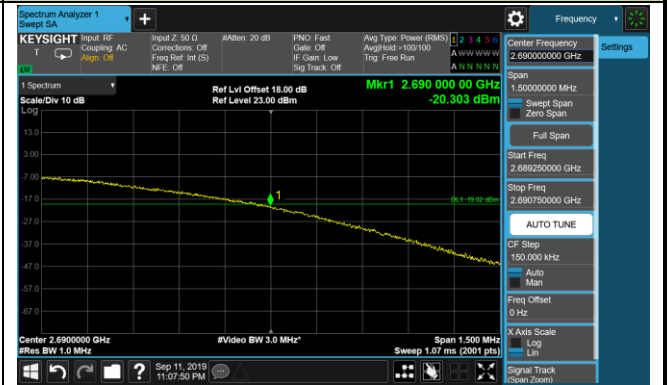 Spectrum Analyzer 1
Swept SA
Frequency
KEYSIGHT
Input: RF
Coupling: AC
Align: Off
Input Z: 50 Ω
Corrections: Off
Freq Ref: Int (S)
NFE: Off
#Atten: 20 dB
PNO: Fast
Gate: Off
IF Gain: Low
Sig Track: Off
Avg Type: Power (RMS)
Avg|Hold:>100/100
Trig: Free Run
1 2 3 4 5 6
A W W W W W
A N N N N N
T
LV
1 Spectrum
Scale/Div 10 dB
Log
Ref Lvl Offset 18.00 dB
Ref Level 23.00 dBm
Mkr1 2.690 000 00 GHz
-20.303 dBm
13.0
3.00
-7.00
-17.0
-27.0
-37.0
-47.0
-57.0
-67.0
1
DL1 -19.02 dBm
Center 2.6900000 GHz
#Res BW 1.0 MHz
#Video BW 3.0 MHz*
Span 1.500 MHz
Sweep 1.07 ms (2001 pts)
Sep 11, 2019
11:07:50 PM
Center Frequency
2.690000000 GHz
Settings
Span
1.50000000 MHz
Swept Span
Zero Span
Full Span
Start Freq
2.689250000 GHz
Stop Freq
2.690750000 GHz
AUTO TUNE
CF Step
150.000 kHz
Auto
Man
Freq Offset
0 Hz
X Axis Scale
Log
Lin
Signal Track
(Span Zoom)